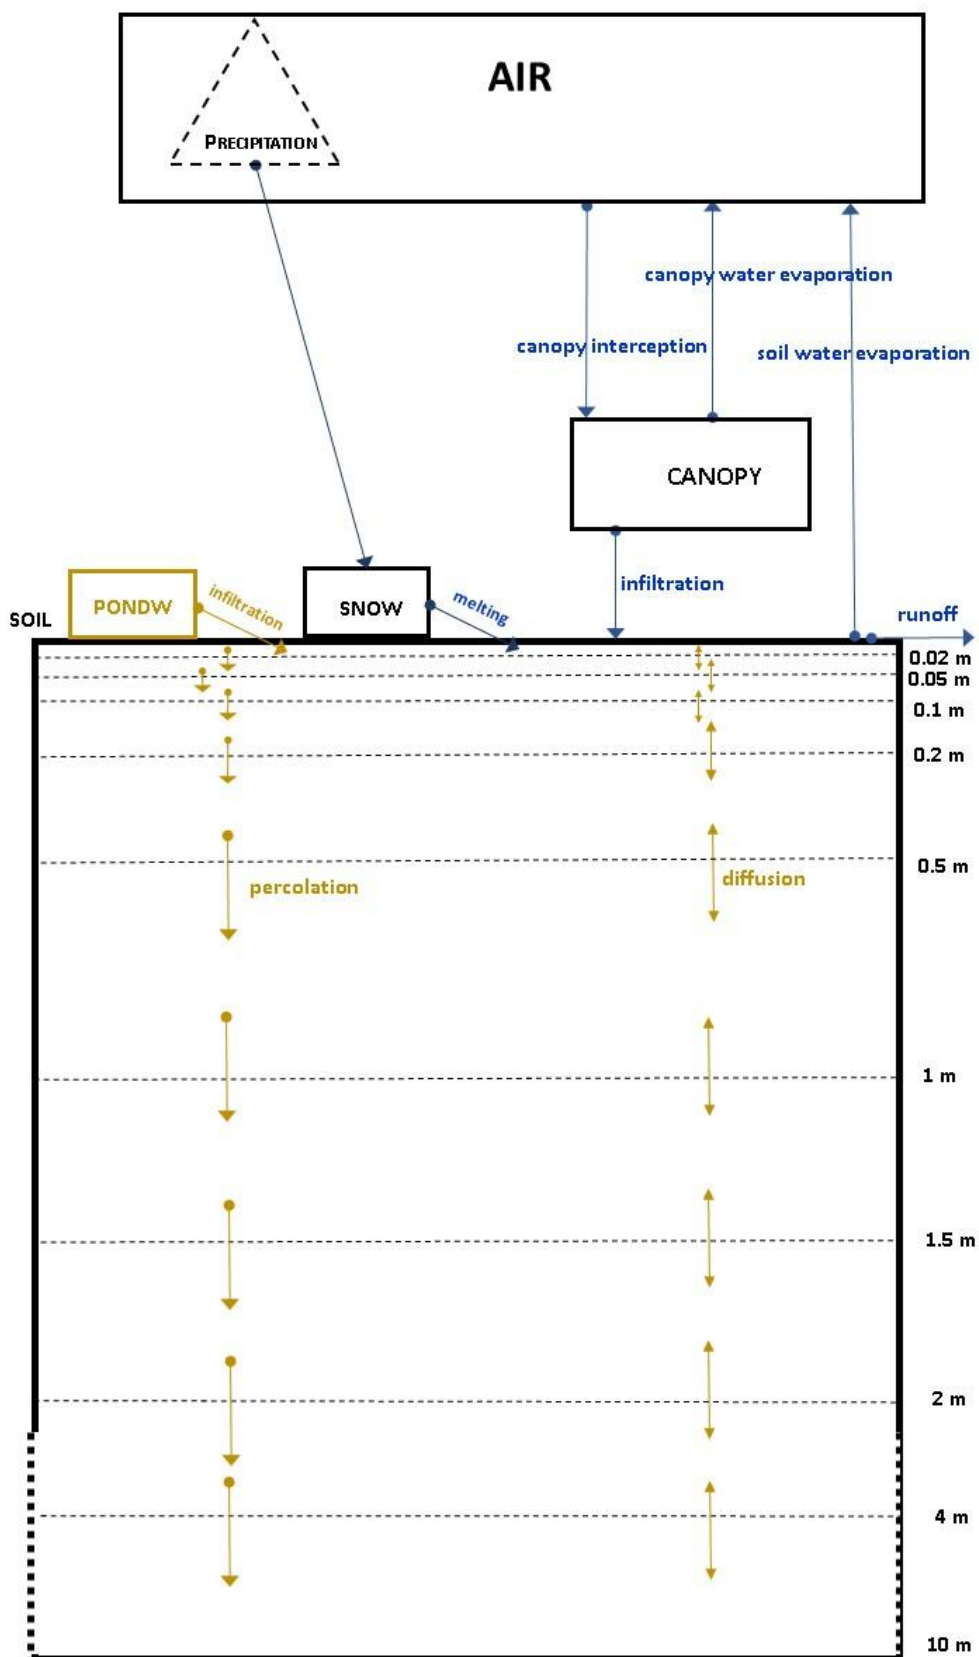 AIR
PRECIPITATION
canopy water evaporation
canopy interception
soil water evaporation
CANOPY
infiltration
PONDW
infiltration
SNOW
melting
SOIL
runoff
0.02 m
0.05 m
0.1 m
0.2 m
0.5 m
percolation
diffusion
1 m
1.5 m
2 m
4 m
10 m